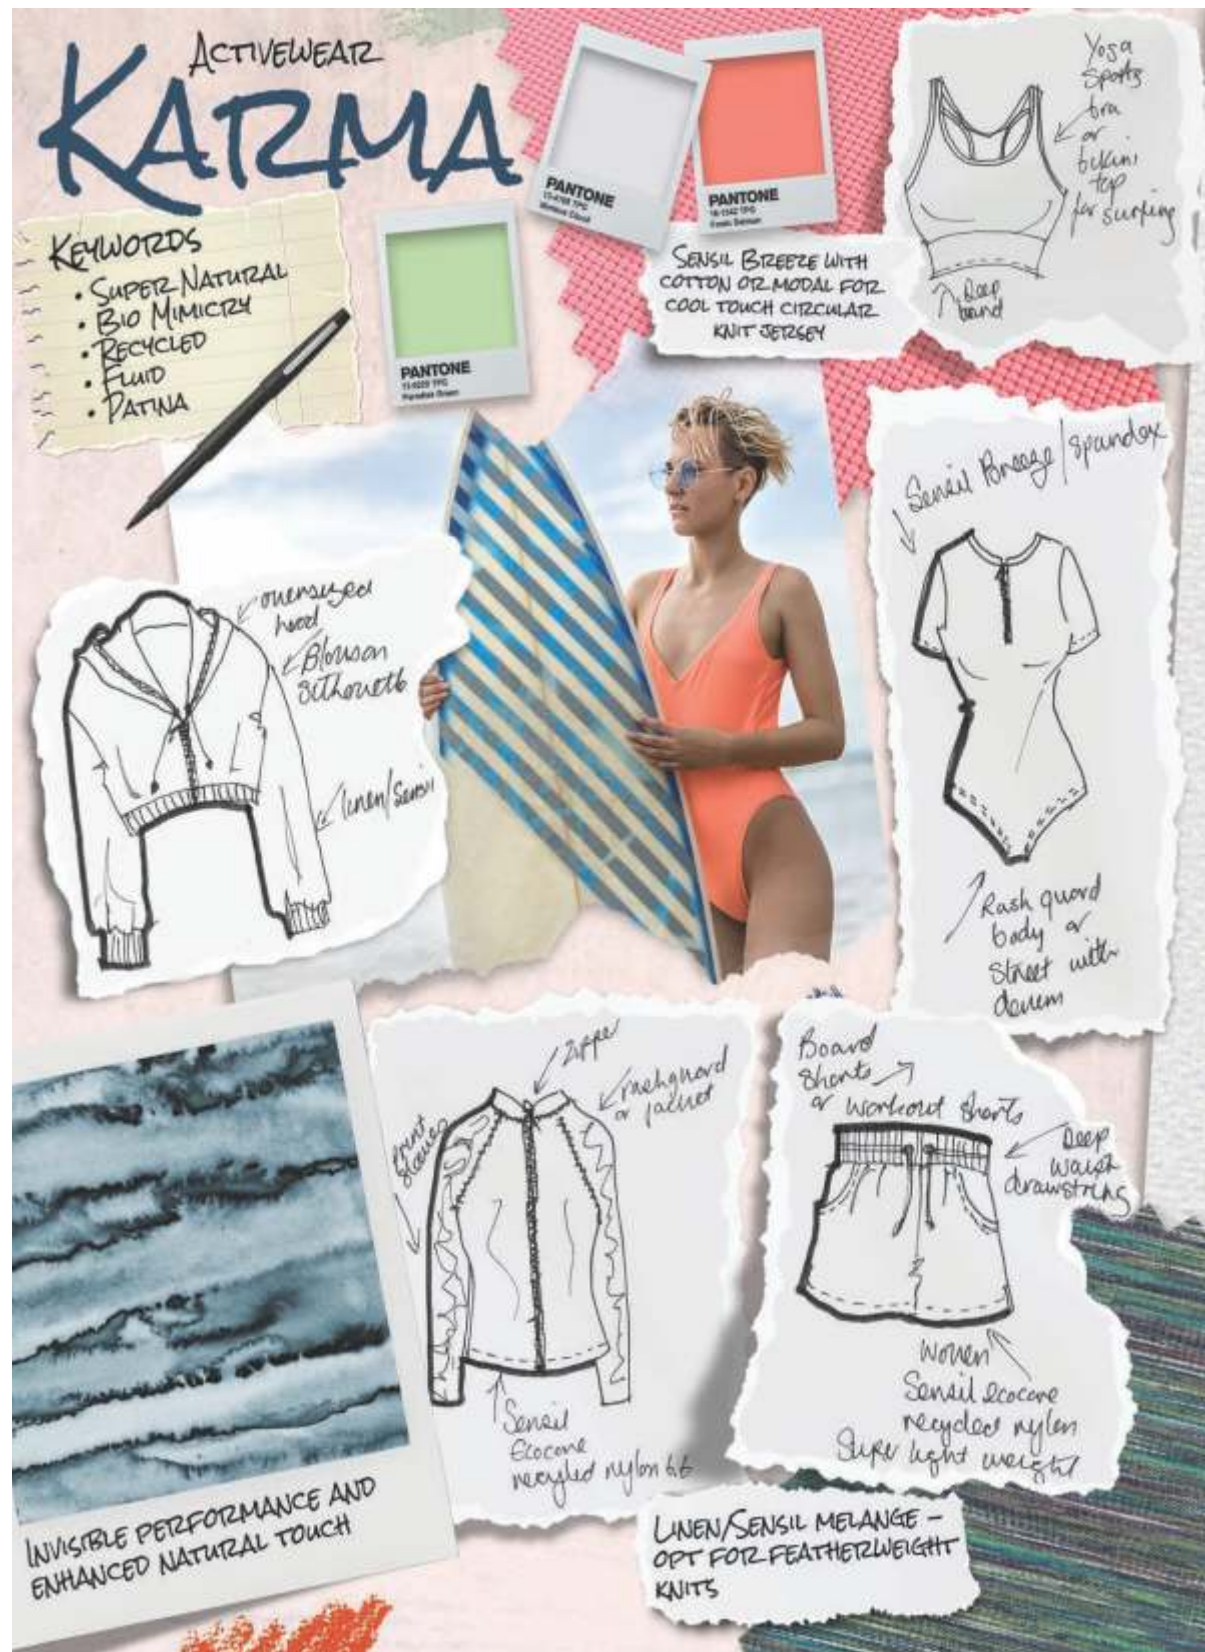 ACTIVEWEAR
KARMA
KEYWORDS
• SUPER NATURAL
• BIO MIMICRY
• RECYCLED
• FLUID
• PATINA
PANTONE
PANTONE
PANTONE
SENSIL BREEZE WITH
COTTON OR MODAL FOR
COOL TOUCH CIRCULAR
KNIT JERSEY
Yoga
Sports
bra
or
bikini
top
for surfing
Deep
band
Sensil Breeze/spandex
Rash guard
body or
street with
denim
oversized
hood
Blouson
silhouette
linen/Sensil
Zipper
rashguard
or jacket
print
sleeves
Sensil
Ecocare
recycled nylon 6.6
Board
Shorts
or workout shorts
Deep
waist
drawstring
Woven
Sensil ecocare
recycled nylon
Super light weight
INVISIBLE PERFORMANCE AND
ENHANCED NATURAL TOUCH
LINEN/SENSIL MELANGE –
OPT FOR FEATHERWEIGHT
KNITS